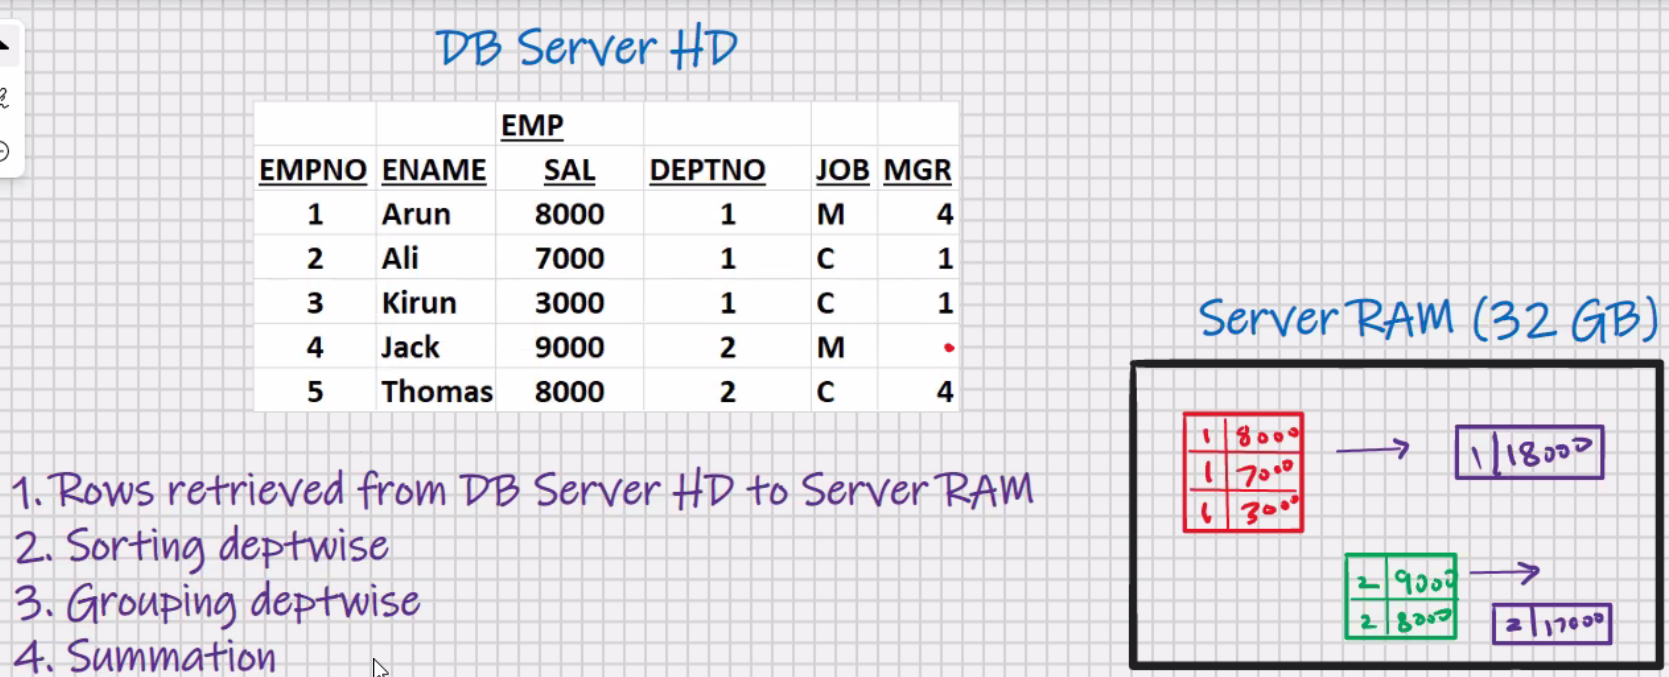 DB Server HD
EMP
EMPNO ENAME SAL DEPTNO JOB MGR
1 Arun 8000 1 M 4
2 Ali 7000 1 C 1
3 Kirun 3000 1 C 1
4 Jack 9000 2 M
5 Thomas 8000 2 C 4
1. Rows retrieved from DB Server HD to Server RAM
2. Sorting deptwise
3. Grouping deptwise
4. Summation
Server RAM (32 GB)
1 8000
1 7000
1 3000
1 18000
2 9000
2 8000
2 17000